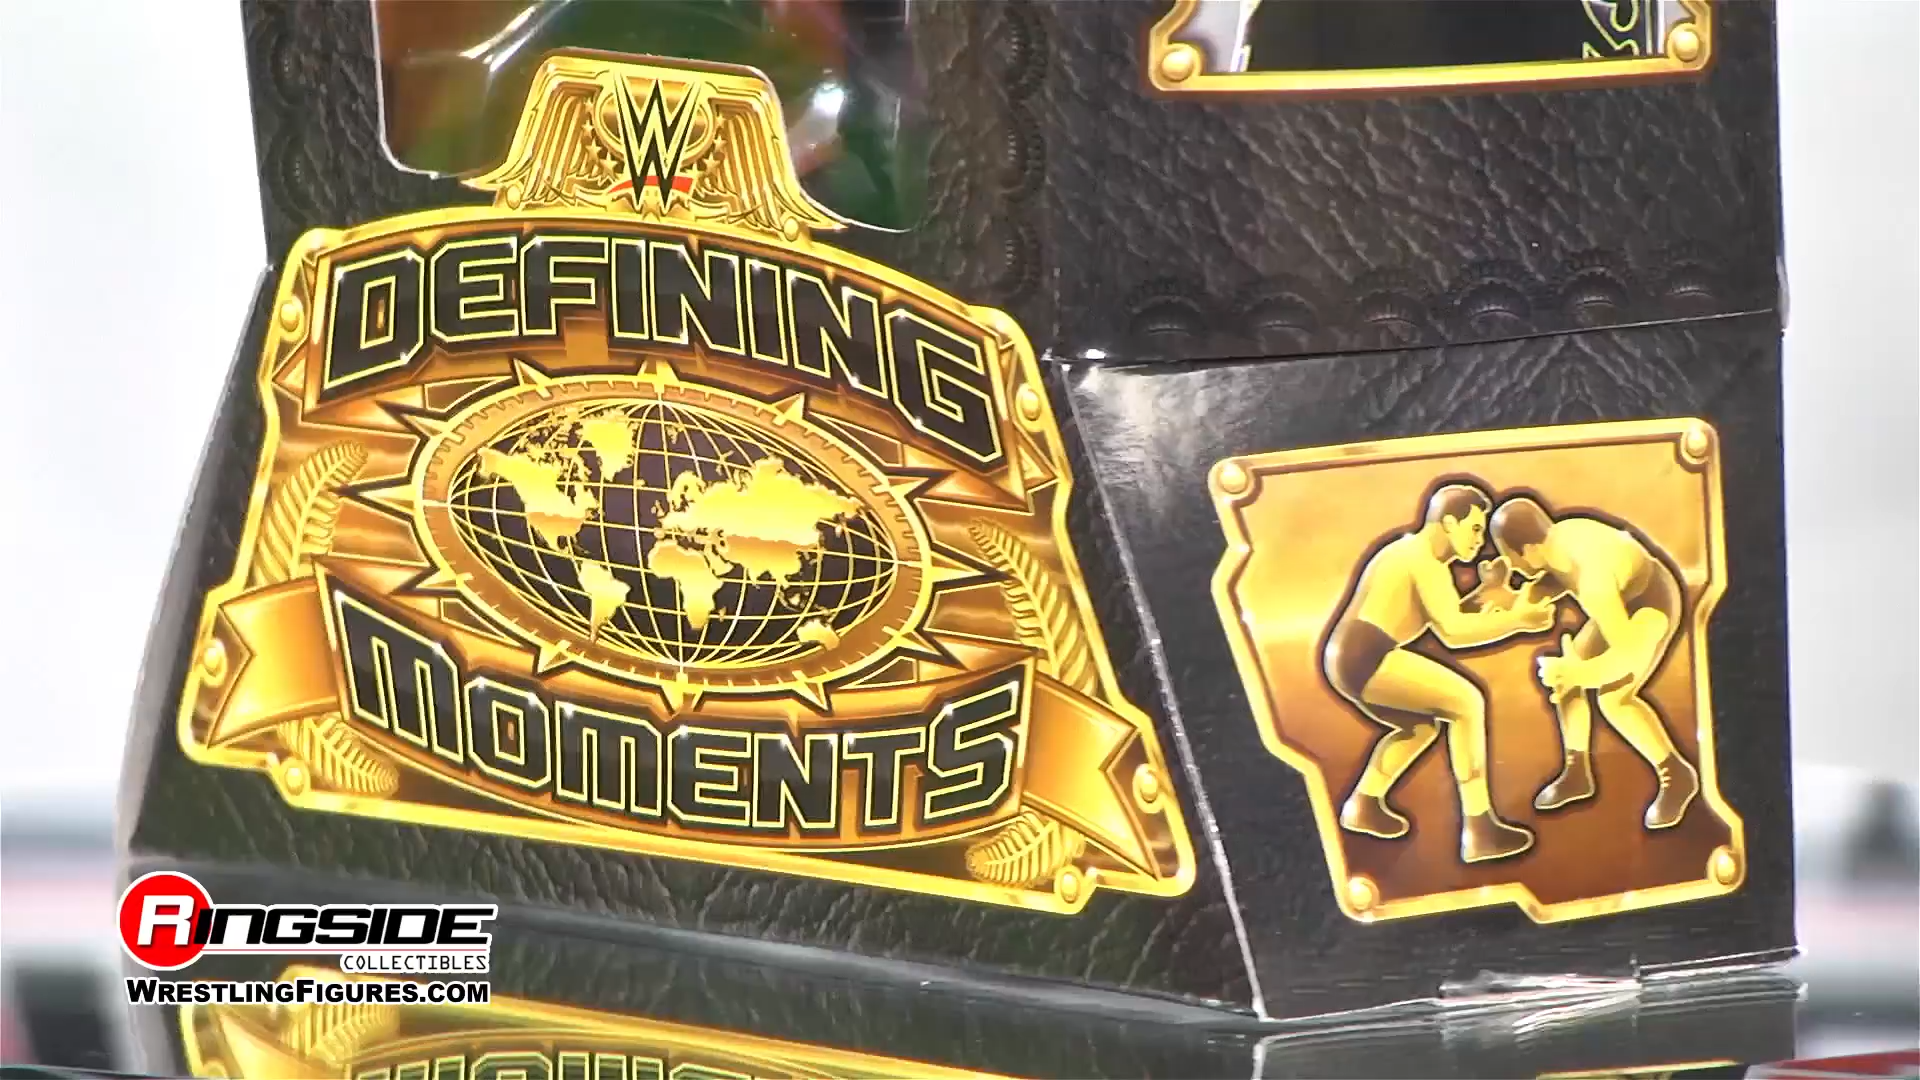 W
DEFINING
MOMENTS
RINGSIDE
COLLECTIBLES
WRESTLINGFIGURES.COM